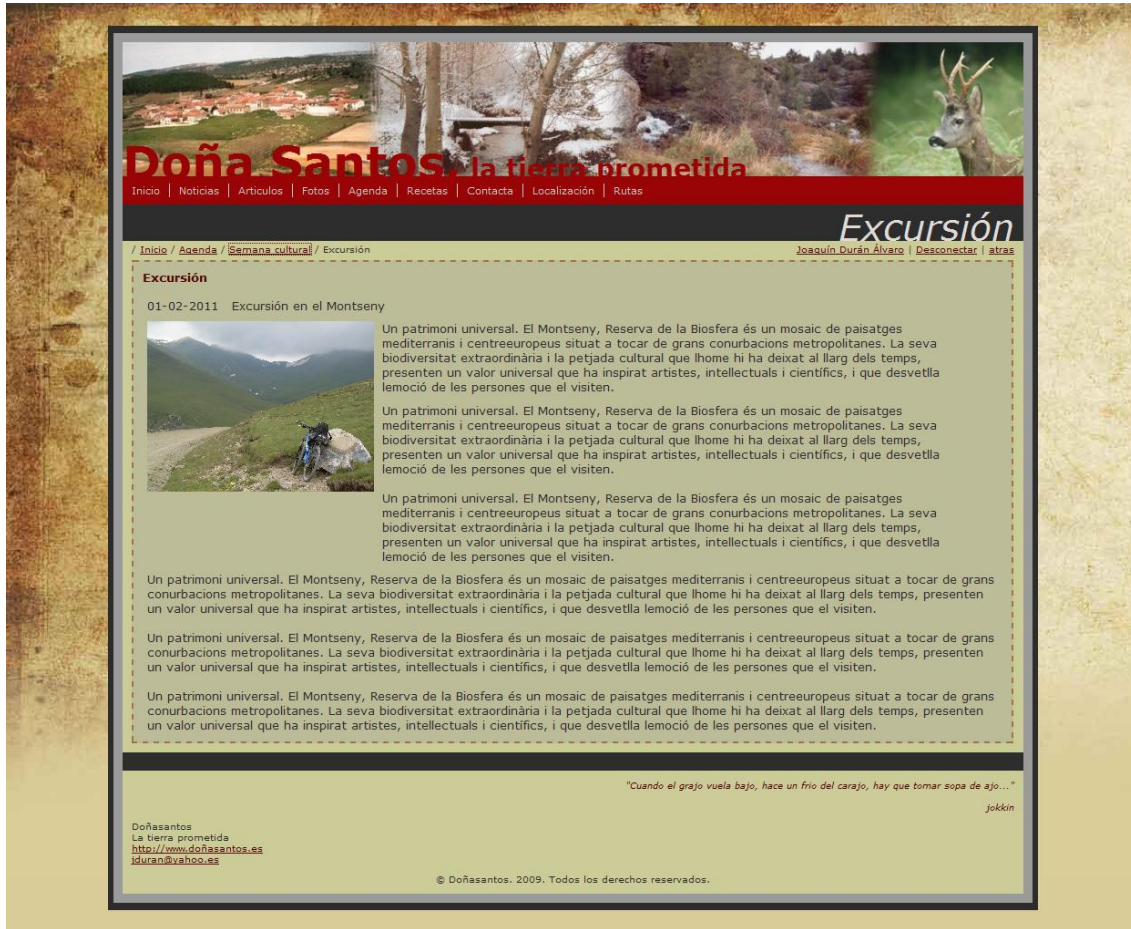 Doña Santos, la tierra prometida
Inicio | Noticias | Articulos | Fotos | Agenda | Recetas | Contacta | Localización | Rutas
Excursión
/ Inicio / Agenda / Semana cultural / Excursión
Joaquín Durán Álvaro | Desconectar | atras
Excursión
01-02-2011 Excursión en el Montseny
Un patrimoni universal. El Montseny, Reserva de la Biosfera és un mosaic de paisatges
mediterranis i centreeuropeus situat a tocar de grans conurbacions metropolitanes. La seva
biodiversitat extraordinària i la petjada cultural que lhome hi ha deixat al llarg dels temps,
presenten un valor universal que ha inspirat artistes, intellectuals i científics, i que desvetlla
lemoció de les persones que el visiten.
Un patrimoni universal. El Montseny, Reserva de la Biosfera és un mosaic de paisatges
mediterranis i centreeuropeus situat a tocar de grans conurbacions metropolitanes. La seva
biodiversitat extraordinària i la petjada cultural que lhome hi ha deixat al llarg dels temps,
presenten un valor universal que ha inspirat artistes, intellectuals i científics, i que desvetlla
lemoció de les persones que el visiten.
Un patrimoni universal. El Montseny, Reserva de la Biosfera és un mosaic de paisatges
mediterranis i centreeuropeus situat a tocar de grans conurbacions metropolitanes. La seva
biodiversitat extraordinària i la petjada cultural que lhome hi ha deixat al llarg dels temps,
presenten un valor universal que ha inspirat artistes, intellectuals i científics, i que desvetlla
lemoció de les persones que el visiten.
Un patrimoni universal. El Montseny, Reserva de la Biosfera és un mosaic de paisatges mediterranis i centreeuropeus situat a tocar de grans
conurbacions metropolitanes. La seva biodiversitat extraordinària i la petjada cultural que lhome hi ha deixat al llarg dels temps, presenten
un valor universal que ha inspirat artistes, intellectuals i científics, i que desvetlla lemoció de les persones que el visiten.
Un patrimoni universal. El Montseny, Reserva de la Biosfera és un mosaic de paisatges mediterranis i centreeuropeus situat a tocar de grans
conurbacions metropolitanes. La seva biodiversitat extraordinària i la petjada cultural que lhome hi ha deixat al llarg dels temps, presenten
un valor universal que ha inspirat artistes, intellectuals i científics, i que desvetlla lemoció de les persones que el visiten.
Un patrimoni universal. El Montseny, Reserva de la Biosfera és un mosaic de paisatges mediterranis i centreeuropeus situat a tocar de grans
conurbacions metropolitanes. La seva biodiversitat extraordinària i la petjada cultural que lhome hi ha deixat al llarg dels temps, presenten
un valor universal que ha inspirat artistes, intellectuals i científics, i que desvetlla lemoció de les persones que el visiten.
"Cuando el grajo vuela bajo, hace un frio del carajo, hay que tomar sopa de ajo..."
jokkin
Doñasantos
La tierra prometida
http://www.doñasantos.es
jduran@yahoo.es
© Doñasantos. 2009. Todos los derechos reservados.